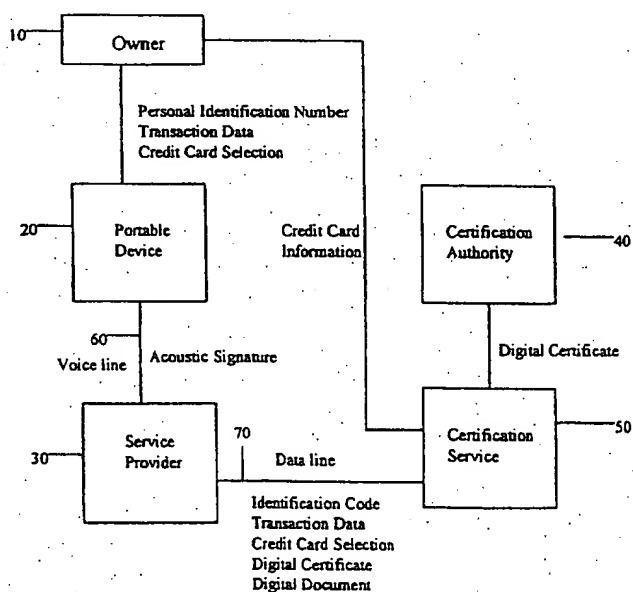 10
Owner
Personal Identification Number
Transaction Data
Credit Card Selection
20
Portable
Device
Credit Card
Information
Certification
Authority
40
60
Voice line
Acoustic Signature
Digital Certificate
30
Service
Provider
70
Data line
Certification
Service
50
Identification Code
Transaction Data
Credit Card Selection
Digital Certificate
Digital Document